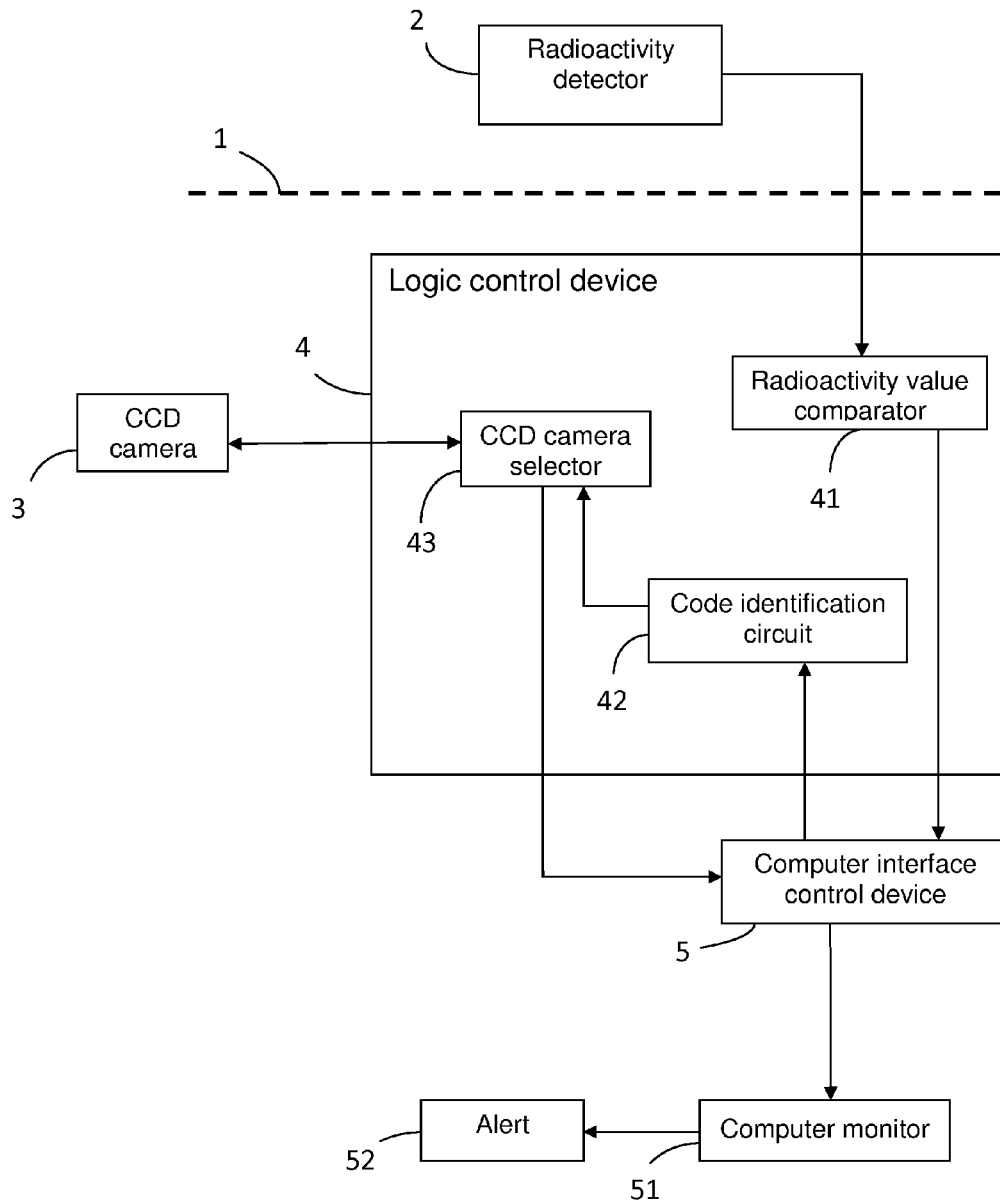 2
Radioactivity
detector
1
Logic control device
4
Radioactivity value
comparator
CCD
camera
CCD camera
selector
3
43
41
Code identification
circuit
42
Computer interface
control device
5
Alert
Computer monitor
52
51